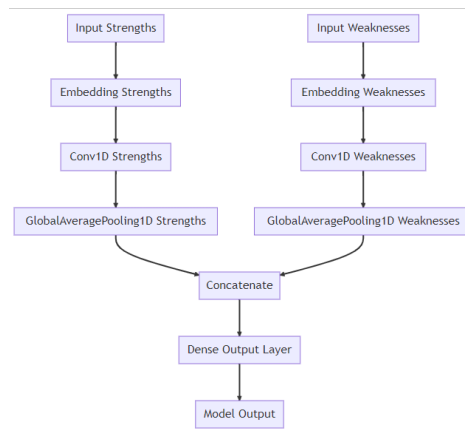 Input Strengths
Input Weaknesses
Embedding Strengths
Embedding Weaknesses
Conv1D Strengths
Conv1D Weaknesses
GlobalAveragePooling1D Strengths
GlobalAveragePooling1D Weaknesses
Concatenate
Dense Output Layer
Model Output